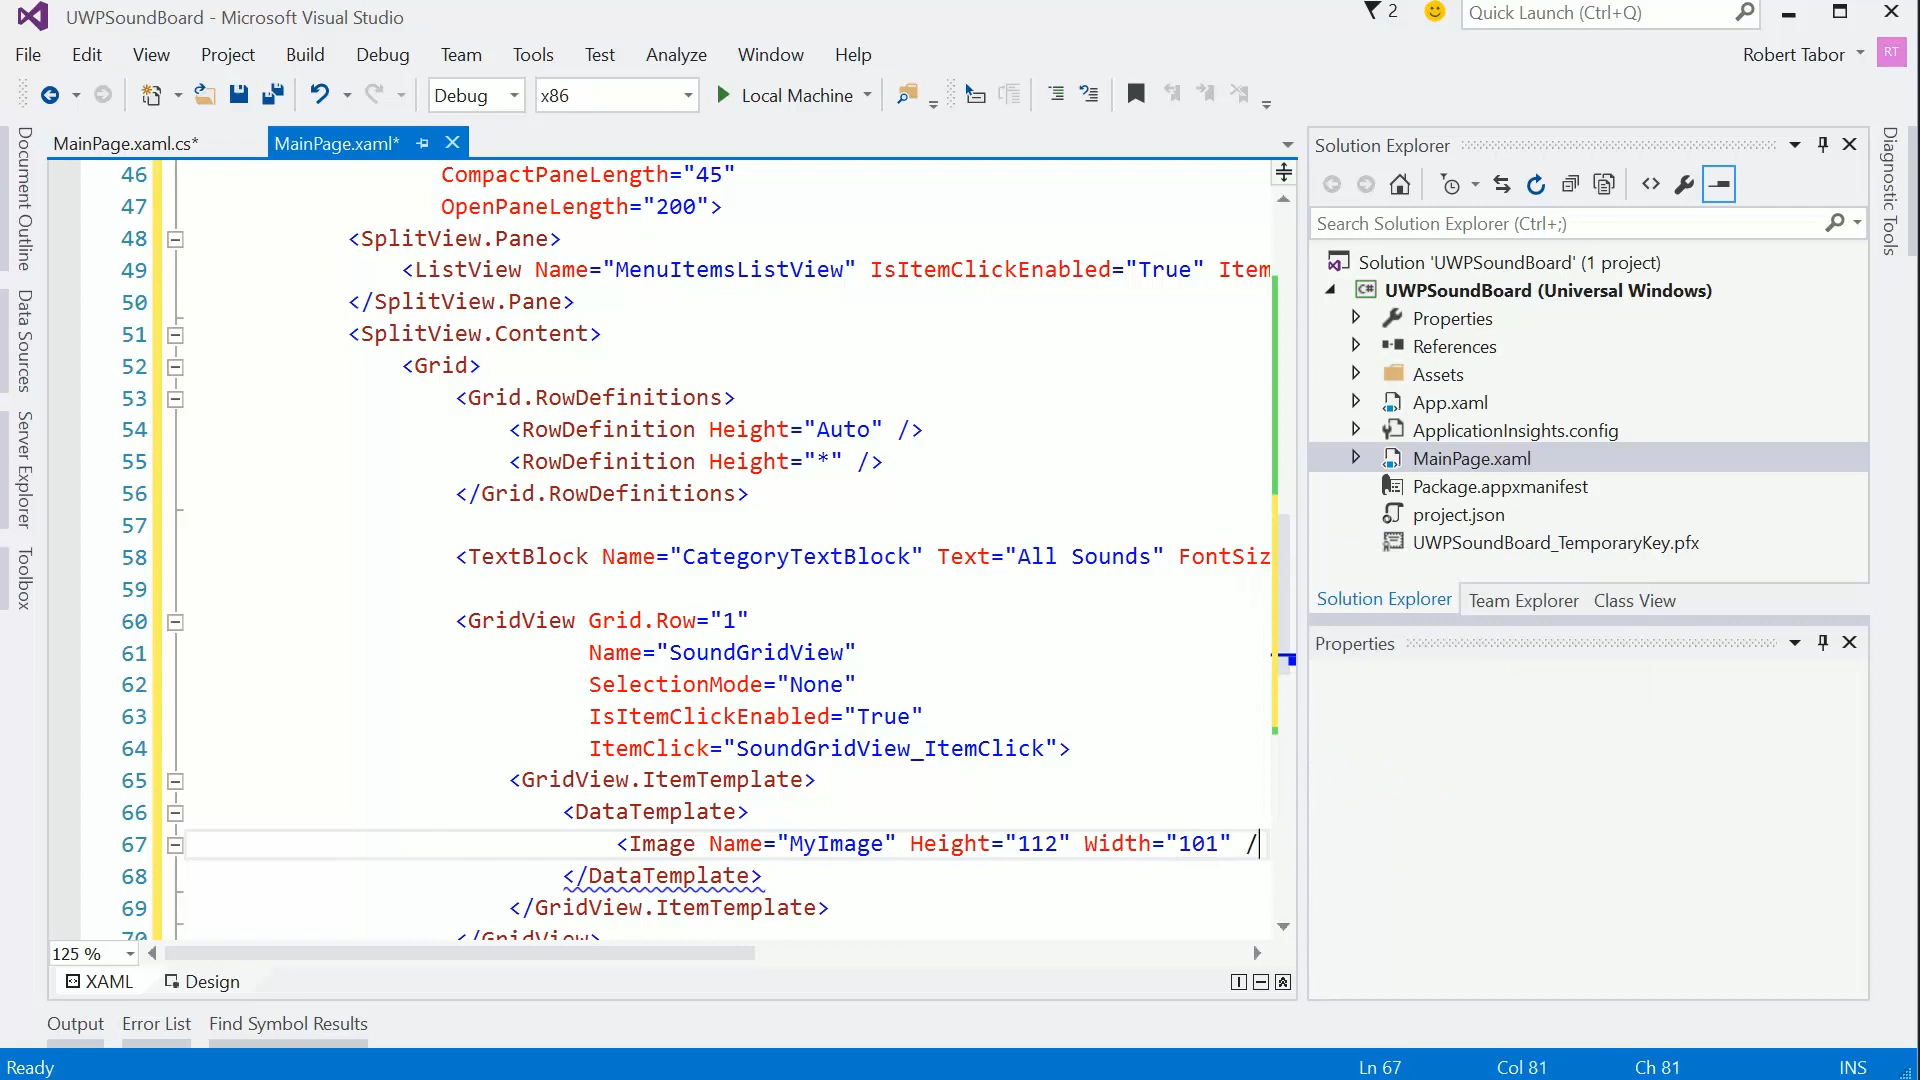 UWPSoundBoard - Microsoft Visual Studio
2
Quick Launch (Ctrl+Q)
File Edit View Project Build Debug Team Tools Test Analyze Window Help
Robert Tabor RT
Debug x86 Local Machine
MainPage.xaml.cs* MainPage.xaml*
Document Outline
Data Sources
Server Explorer
Toolbox
46 CompactPaneLength="45"
47 OpenPaneLength="200">
48 <SplitView.Pane>
49 <ListView Name="MenuItemsListView" IsItemClickEnabled="True" Item
50 </SplitView.Pane>
51 <SplitView.Content>
52 <Grid>
53 <Grid.RowDefinitions>
54 <RowDefinition Height="Auto" />
55 <RowDefinition Height="*" />
56 </Grid.RowDefinitions>
57
58 <TextBlock Name="CategoryTextBlock" Text="All Sounds" FontSiz
59
60 <GridView Grid.Row="1"
61 Name="SoundGridView"
62 SelectionMode="None"
63 IsItemClickEnabled="True"
64 ItemClick="SoundGridView_ItemClick">
65 <GridView.ItemTemplate>
66 <DataTemplate>
67 <Image Name="MyImage" Height="112" Width="101" /
68 </DataTemplate>
69 </GridView.ItemTemplate>
70 </GridView>
125 %
XAML Design
Output Error List Find Symbol Results
Solution Explorer
Search Solution Explorer (Ctrl+;)
Solution 'UWPSoundBoard' (1 project)
C# UWPSoundBoard (Universal Windows)
Properties
References
Assets
App.xaml
ApplicationInsights.config
MainPage.xaml
Package.appxmanifest
project.json
UWPSoundBoard_TemporaryKey.pfx
Solution Explorer Team Explorer Class View
Properties
Diagnostic Tools
Ready Ln 67 Col 81 Ch 81 INS